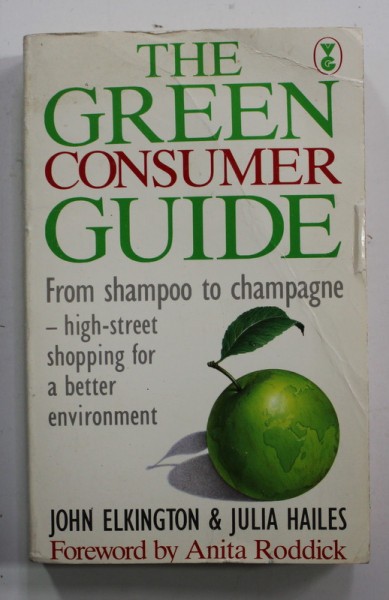 THE
GREEN
CONSUMER
GUIDE
From shampoo to champagne
– high-street
shopping for
a better
environment
JOHN ELKINGTON & JULIA HAILES
Foreword by Anita Roddick